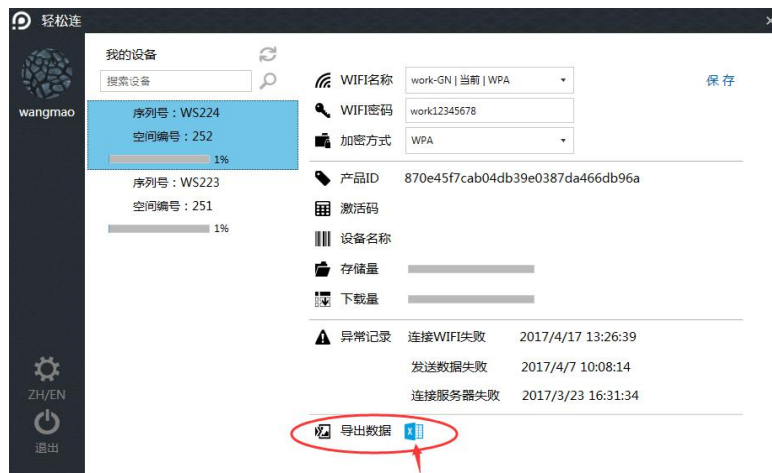 轻松连
wangmao
ZH/EN
退出
我的设备
搜索设备
序列号：WS224
空间编号：252
1%
序列号：WS223
空间编号：251
1%
WIFI名称 work-GN | 当前 | WPA 保存
WIFI密码 work12345678
加密方式 WPA
产品ID 870e45f7cab04db39e0387da466db96a
激活码
设备名称
存储量
下载量
异常记录 连接WIFI失败 2017/4/17 13:26:39
发送数据失败 2017/4/7 10:08:14
连接服务器失败 2017/3/23 16:31:34
导出数据